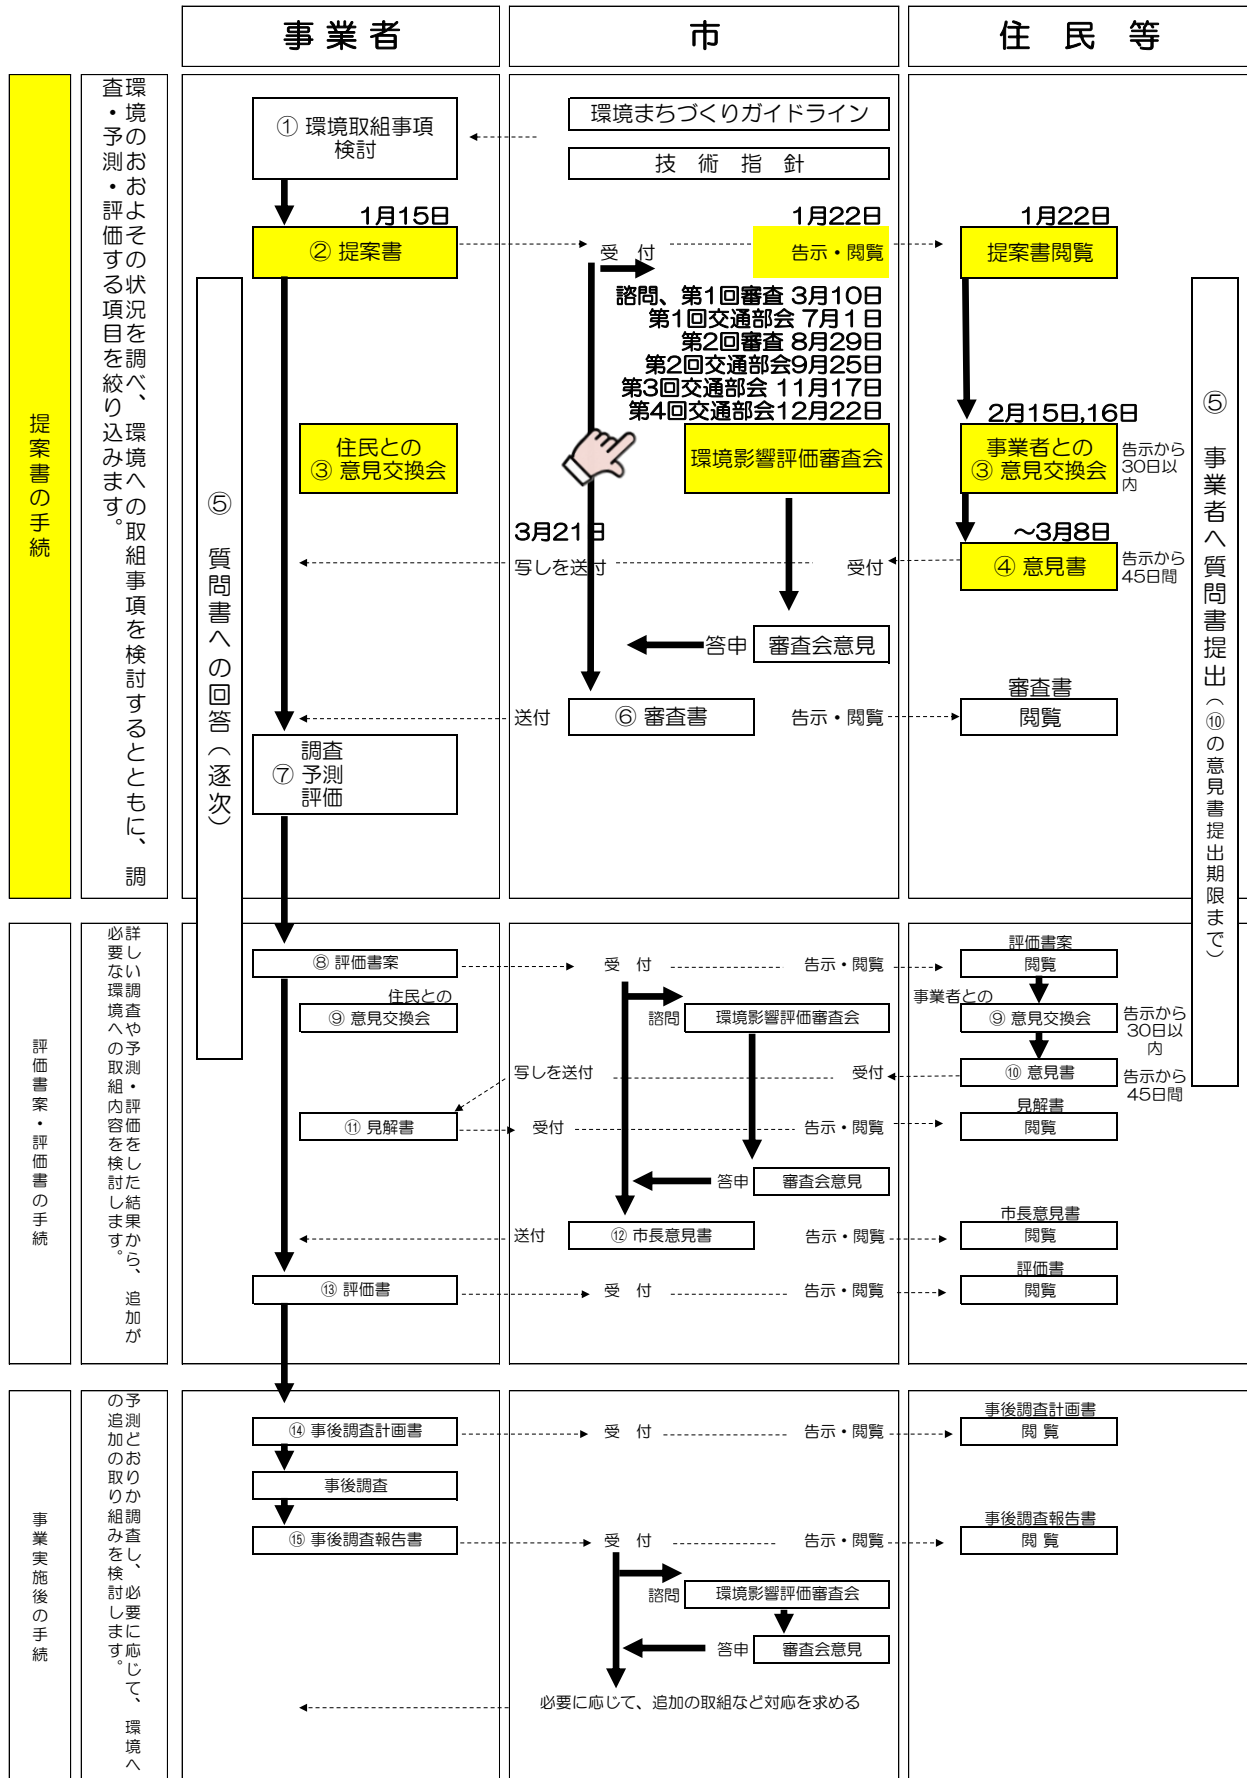 事業者
市
住民等
提案書の手続
環境のおおよその状況を調べ、環境への取組事項を検討するとともに、調
査・予測・評価する項目を絞り込みます。
① 環境取組事項
検討
環境まちづくりガイドライン
技術指針
1月15日
② 提案書
受付
1月22日
告示・閲覧
1月22日
提案書閲覧
諮問、第1回審査 3月10日
第1回交通部会 7月1日
第2回審査 8月29日
第2回交通部会9月25日
第3回交通部会 11月17日
第4回交通部会12月22日
住民との
③ 意見交換会
環境影響評価審査会
2月15日,16日
事業者との
③ 意見交換会
告示から
30日以
内
⑤ 質問書への回答（逐次）
⑤ 事業者へ質問書提出（⑩の意見書提出期限まで）
3月21日
写しを送付
受付
～3月8日
④ 意見書
告示から
45日間
答申
審査会意見
送付
⑥ 審査書
告示・閲覧
審査書
閲覧
調査
⑦ 予測
評価
評価書案・評価書の手続
詳しい調査や予測・評価をした結果から、追加が
必要な環境への取組内容を検討します。
⑧ 評価書案
受付
告示・閲覧
評価書案
閲覧
住民との
⑨ 意見交換会
諮問
環境影響評価審査会
事業者との
⑨ 意見交換会
告示から
30日以
内
写しを送付
受付
⑩ 意見書
告示から
45日間
⑪ 見解書
受付
告示・閲覧
見解書
閲覧
答申
審査会意見
送付
⑫ 市長意見書
告示・閲覧
市長意見書
閲覧
⑬ 評価書
受付
告示・閲覧
評価書
閲覧
事業実施後の手続
予測どおりか調査し、必要に応じて、環境へ
の追加の取り組みを検討します。
⑭ 事後調査計画書
受付
告示・閲覧
事後調査計画書
閲覧
事後調査
⑮ 事後調査報告書
受付
告示・閲覧
事後調査報告書
閲覧
諮問
環境影響評価審査会
答申
審査会意見
必要に応じて、追加の取組など対応を求める